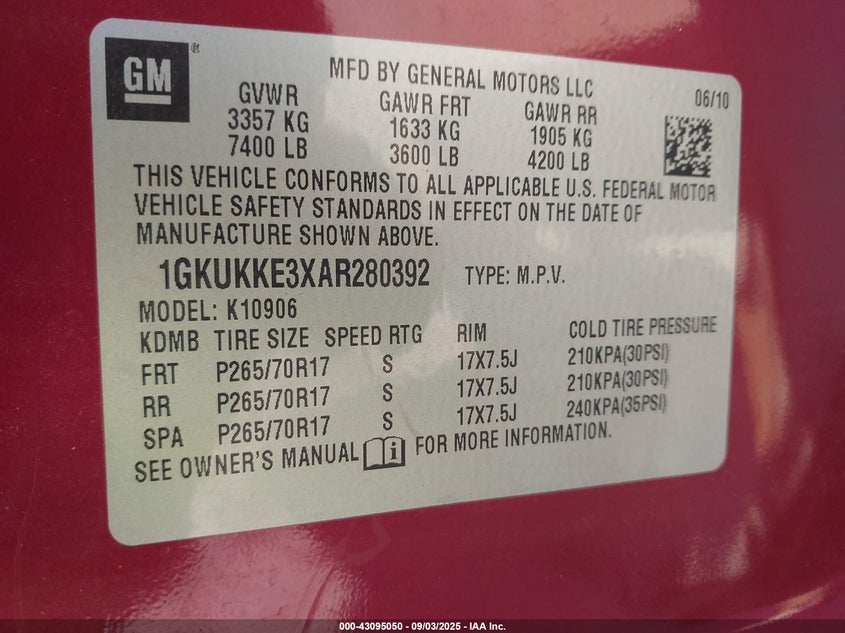 GM®
MFD BY GENERAL MOTORS LLC
06/10
GVWR GAWR FRT GAWR RR
3357 KG 1633 KG 1905 KG
7400 LB 3600 LB 4200 LB
THIS VEHICLE CONFORMS TO ALL APPLICABLE U.S. FEDERAL MOTOR
VEHICLE SAFETY STANDARDS IN EFFECT ON THE DATE OF
MANUFACTURE SHOWN ABOVE.
1GKUKKE3XAR280392 TYPE: M.P.V.
MODEL: K10906
KDMB TIRE SIZE SPEED RTG RIM COLD TIRE PRESSURE
FRT P265/70R17 S 17X7.5J 210KPA(30PSI)
RR P265/70R17 S 17X7.5J 210KPA(30PSI)
SPA P265/70R17 S 17X7.5J 240KPA(35PSI)
SEE OWNER'S MANUAL i FOR MORE INFORMATION.
000-43095050 - 09/03/2025 - IAA Inc.